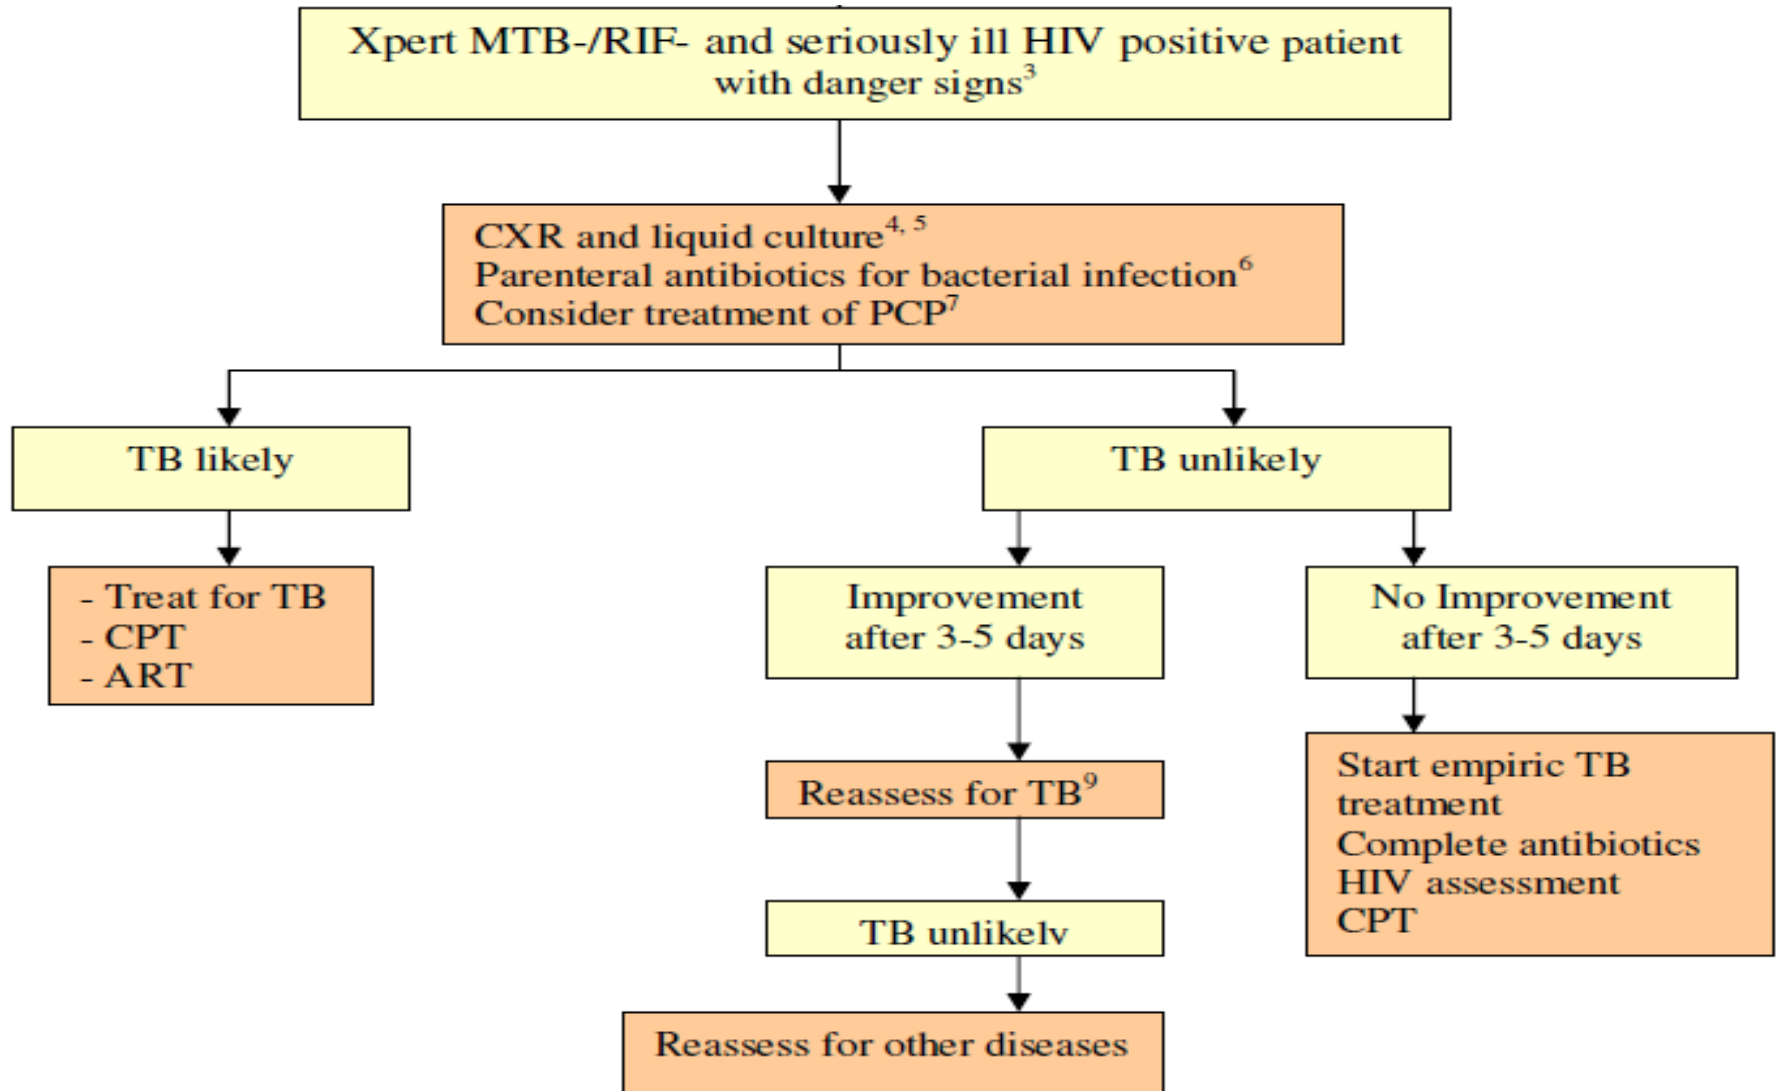 Xpert MTB-/RIF- and seriously ill HIV positive patient
with danger signs³
CXR and liquid culture⁴, ⁵
Parenteral antibiotics for bacterial infection⁶
Consider treatment of PCP⁷
TB likely
TB unlikely
- Treat for TB
- CPT
- ART
Improvement
after 3-5 days
No Improvement
after 3-5 days
Reassess for TB⁹
Start empiric TB
treatment
Complete antibiotics
HIV assessment
CPT
TB unlikely
Reassess for other diseases